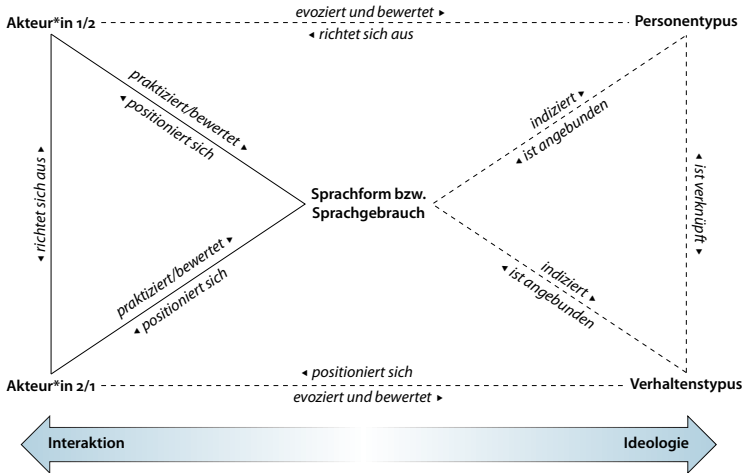 evoziert und bewertet ►
Akteur*in 1/2
Personentypus
◄ richtet sich aus
praktiziert/bewertet ►
◄ positioniert sich
indiziert ►
◄ ist angebunden
◄ richtet sich aus ►
Sprachform bzw.
Sprachgebrauch
◄ ist verknüpft ►
praktiziert/bewertet ►
◄ positioniert sich
indiziert ►
◄ ist angebunden
◄ positioniert sich
Akteur*in 2/1
Verhaltenstypus
evoziert und bewertet ►
Interaktion
Ideologie